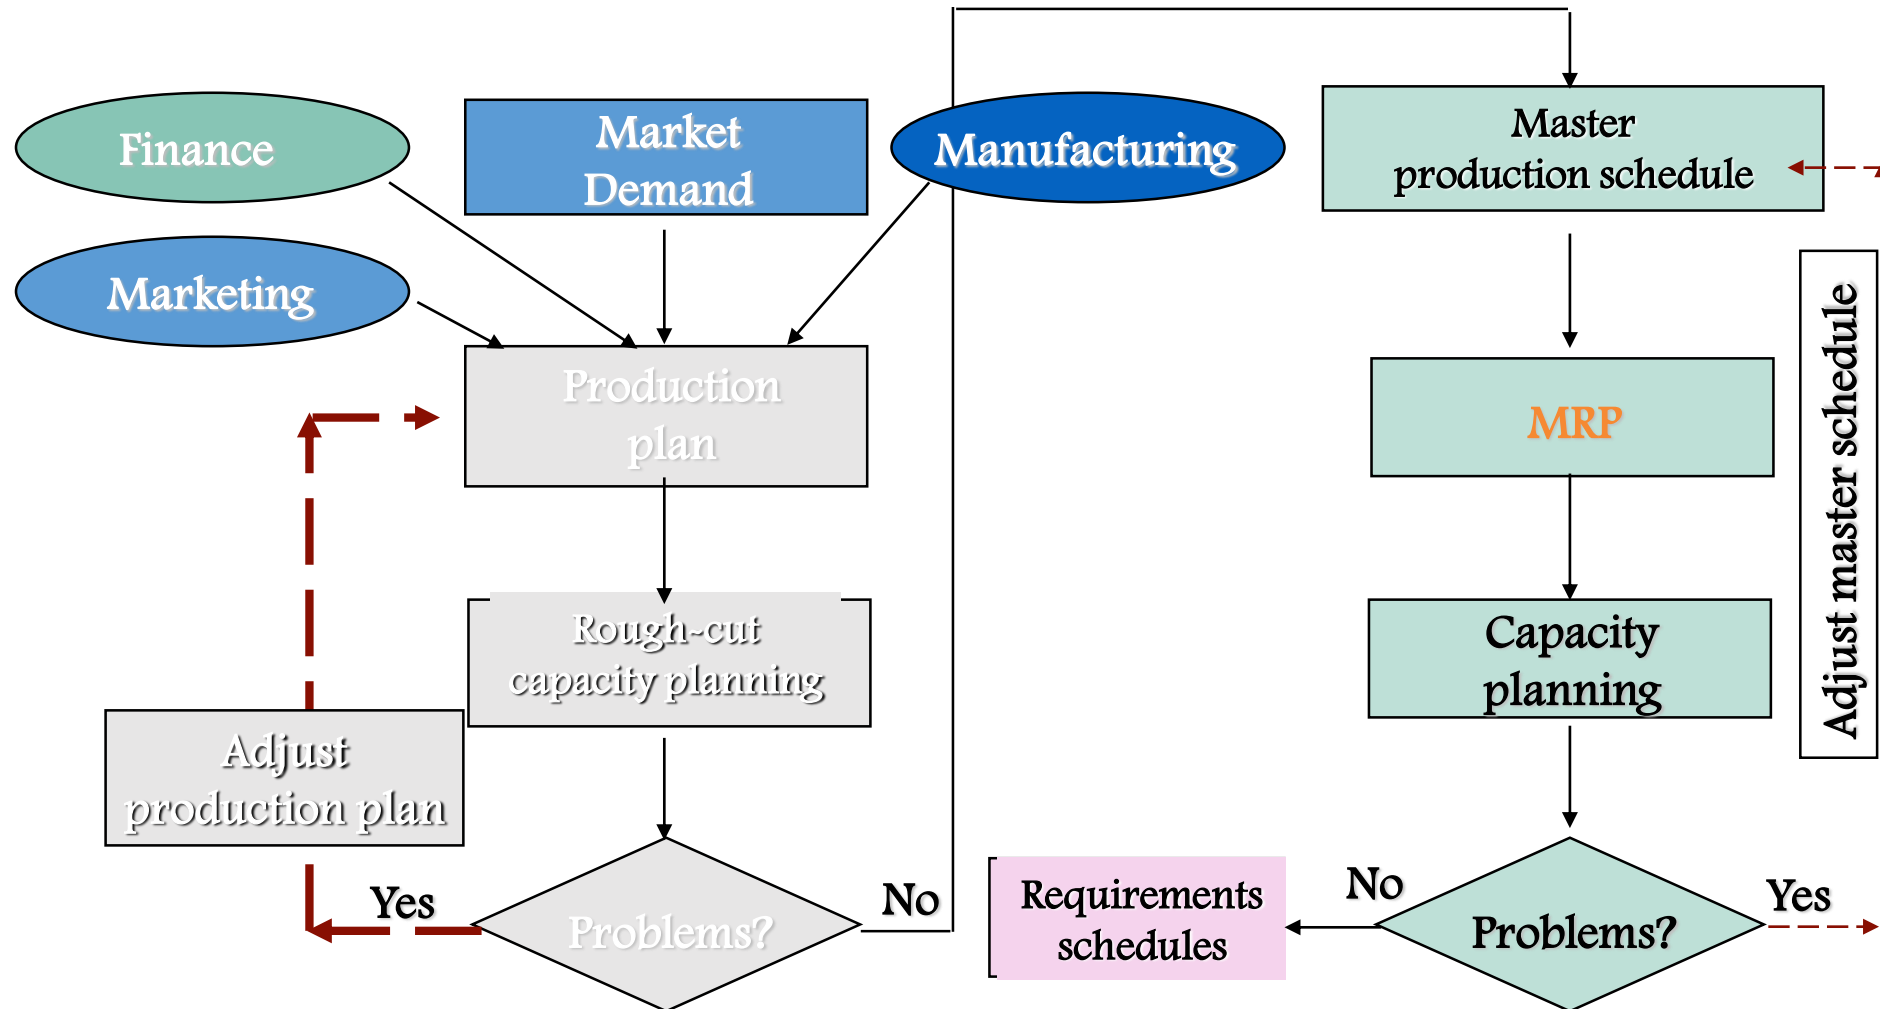 Finance
Market
Demand
Manufacturing
Master
production schedule
Marketing
Production
plan
MRP
Adjust master schedule
Rough-cut
capacity planning
Capacity
planning
Adjust
production plan
Yes
Problems?
No
Requirements
schedules
No
Problems?
Yes